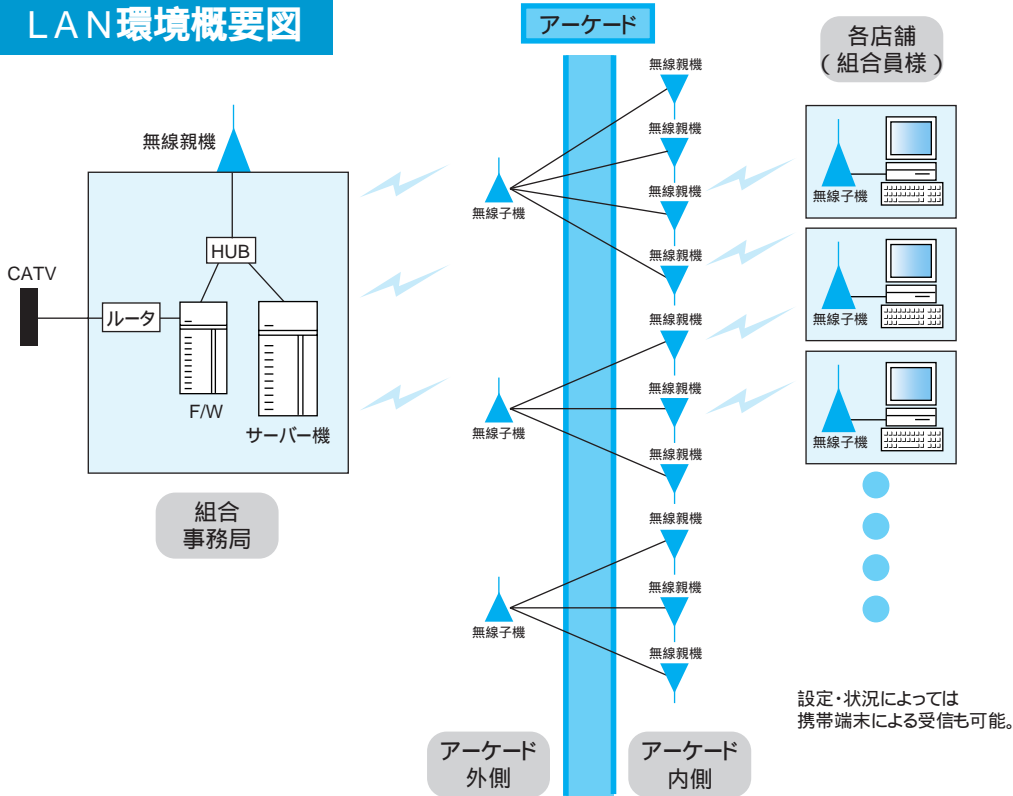 LAN環境概要図
アーケード
各店舗
(組合員様)
無線親機
HUB
CATV
ルータ
F/W
サーバー機
組合
事務局
無線子機
無線子機
無線子機
無線親機
無線親機
無線親機
無線親機
無線親機
無線親機
無線親機
無線親機
無線親機
無線親機
無線子機
無線子機
無線子機
設定・状況によっては
携帯端末による受信も可能。
アーケード
外側
アーケード
内側